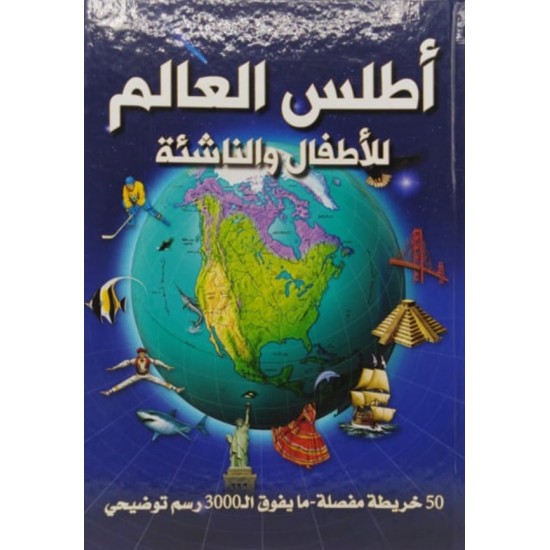 أطلس العالم
للأطفال والناشئة
50 خريطة مفصلة-ما يفوق الـ3000 رسم توضيحي